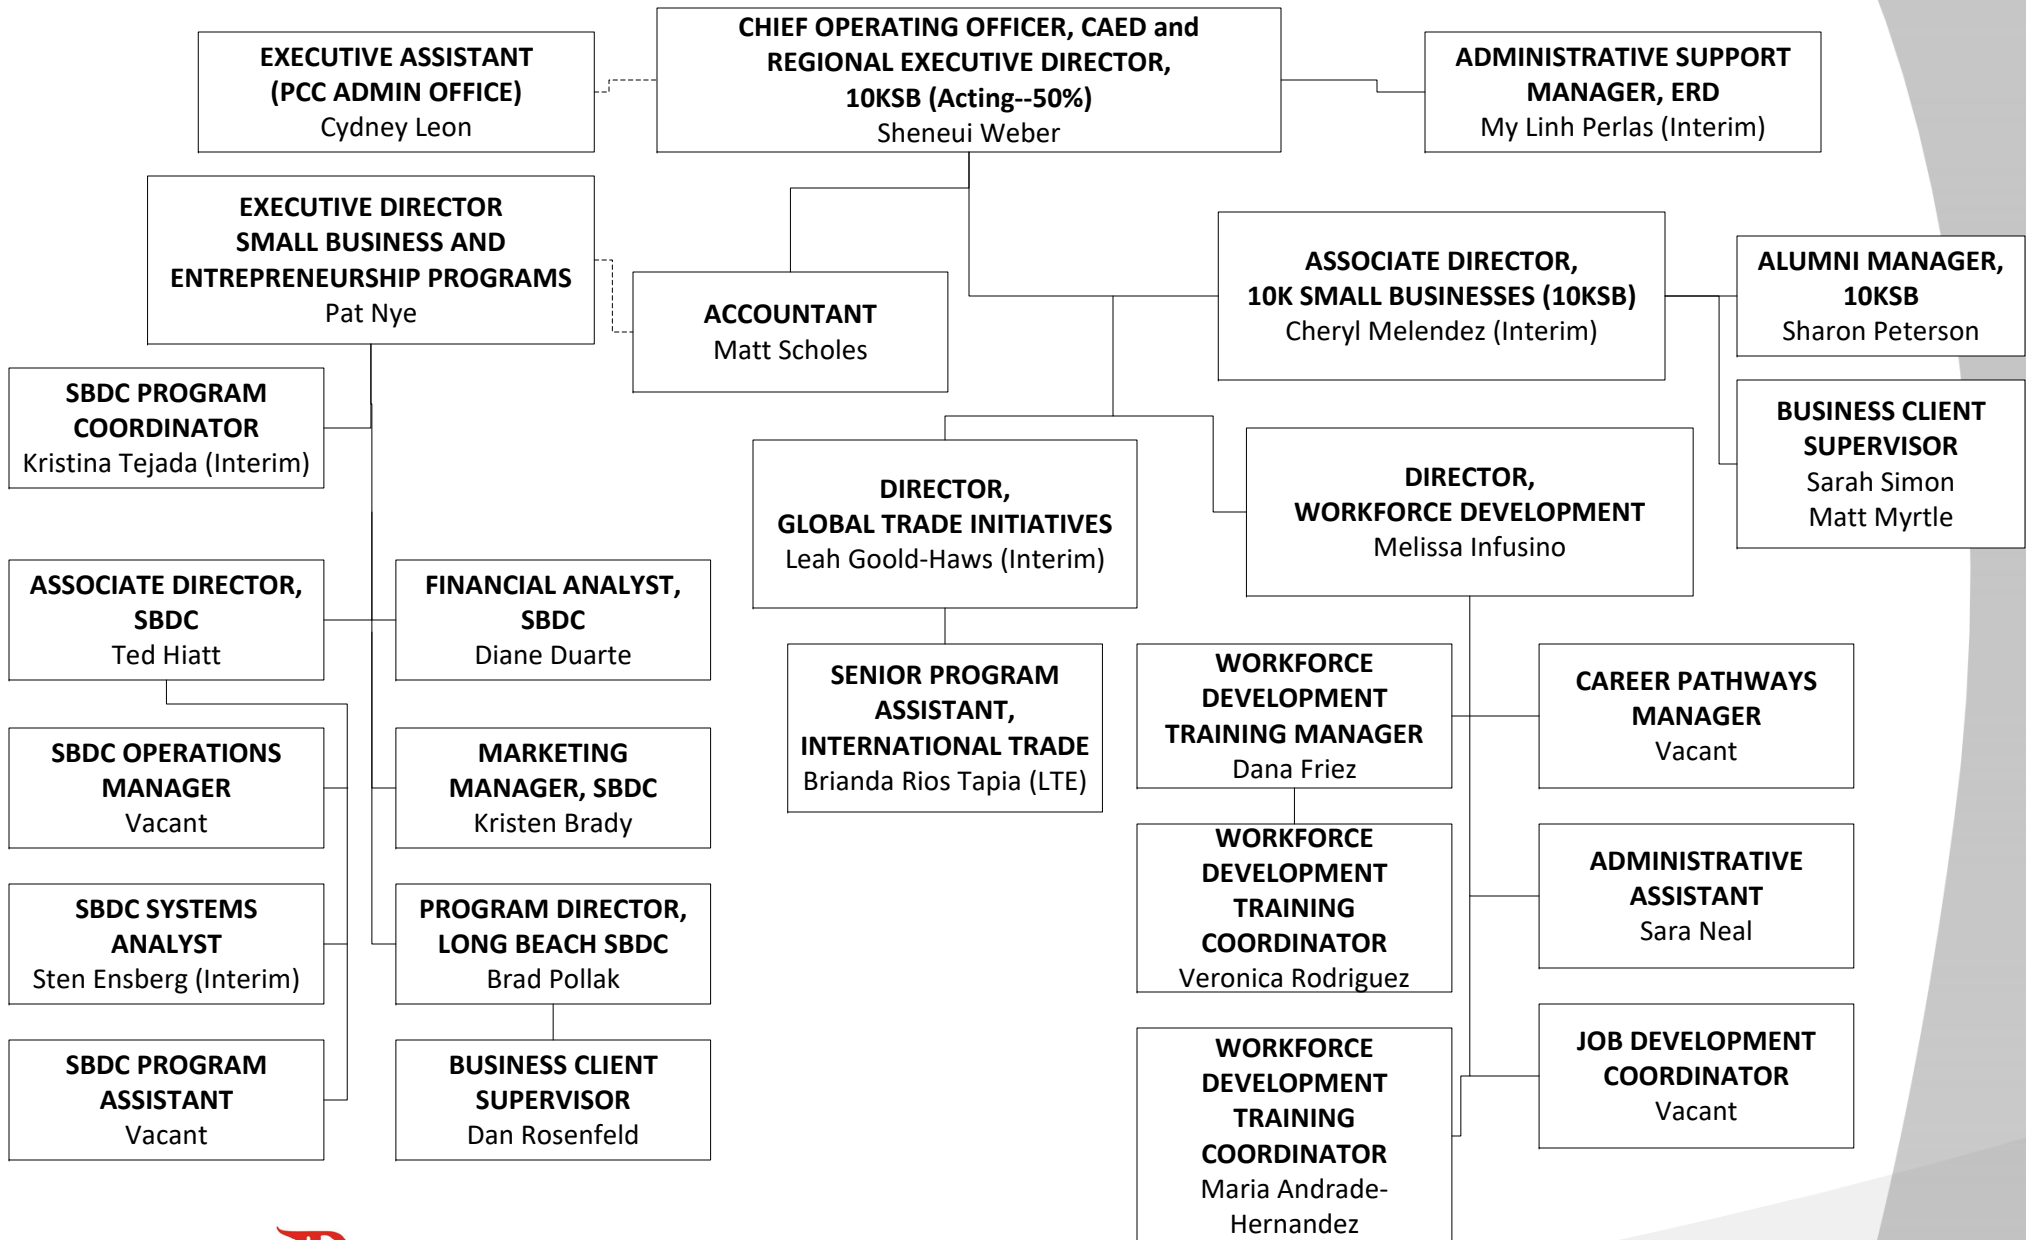 EXECUTIVE ASSISTANT
(PCC ADMIN OFFICE)
Cydney Leon
CHIEF OPERATING OFFICER, CAED and
REGIONAL EXECUTIVE DIRECTOR,
10KSB (Acting--50%)
Sheneui Weber
ADMINISTRATIVE SUPPORT
MANAGER, ERD
My Linh Perlas (Interim)
EXECUTIVE DIRECTOR
SMALL BUSINESS AND
ENTREPRENEURSHIP PROGRAMS
Pat Nye
ACCOUNTANT
Matt Scholes
ASSOCIATE DIRECTOR,
10K SMALL BUSINESSES (10KSB)
Cheryl Melendez (Interim)
ALUMNI MANAGER,
10KSB
Sharon Peterson
BUSINESS CLIENT
SUPERVISOR
Sarah Simon
Matt Myrtle
SBDC PROGRAM
COORDINATOR
Kristina Tejada (Interim)
DIRECTOR,
GLOBAL TRADE INITIATIVES
Leah Goold-Haws (Interim)
DIRECTOR,
WORKFORCE DEVELOPMENT
Melissa Infusino
ASSOCIATE DIRECTOR,
SBDC
Ted Hiatt
FINANCIAL ANALYST,
SBDC
Diane Duarte
SENIOR PROGRAM
ASSISTANT,
INTERNATIONAL TRADE
Brianda Rios Tapia (LTE)
WORKFORCE
DEVELOPMENT
TRAINING MANAGER
Dana Friez
CAREER PATHWAYS
MANAGER
Vacant
SBDC OPERATIONS
MANAGER
Vacant
MARKETING
MANAGER, SBDC
Kristen Brady
WORKFORCE
DEVELOPMENT
TRAINING
COORDINATOR
Veronica Rodriguez
ADMINISTRATIVE
ASSISTANT
Sara Neal
SBDC SYSTEMS
ANALYST
Sten Ensberg (Interim)
PROGRAM DIRECTOR,
LONG BEACH SBDC
Brad Pollak
SBDC PROGRAM
ASSISTANT
Vacant
BUSINESS CLIENT
SUPERVISOR
Dan Rosenfeld
WORKFORCE
DEVELOPMENT
TRAINING
COORDINATOR
Maria Andrade-
Hernandez
JOB DEVELOPMENT
COORDINATOR
Vacant